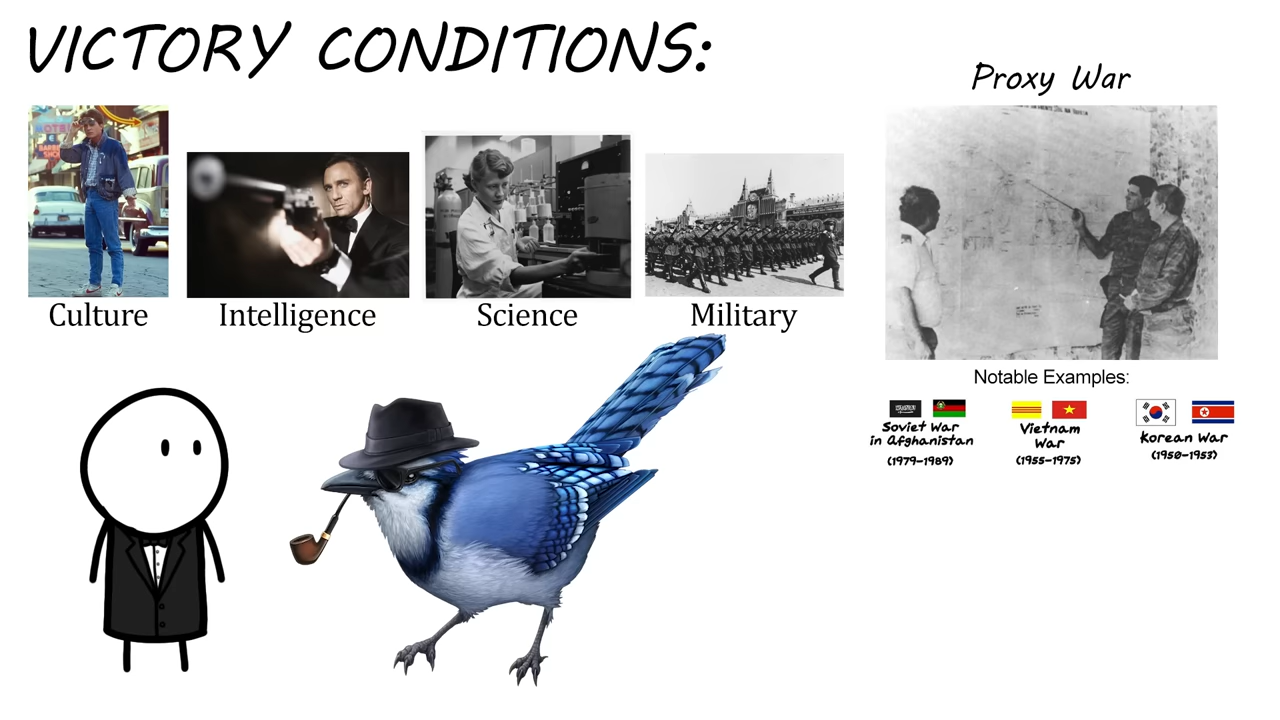 VICTORY CONDITIONS:
Proxy War
Culture
Intelligence
Science
Military
Notable Examples:
Soviet War
in Afghanistan
(1979-1989)
Vietnam
War
(1955-1975)
Korean War
(1950-1953)